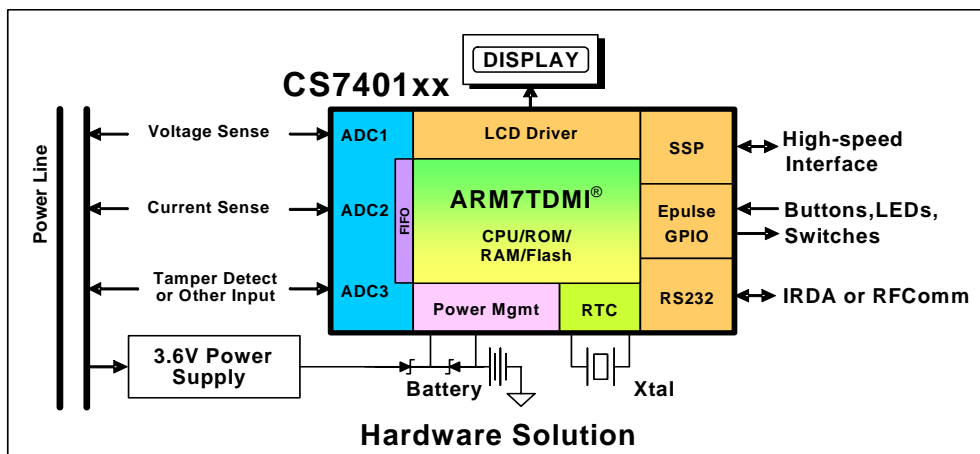 DISPLAY
CS7401xx
Power Line
Voltage Sense
ADC1
LCD Driver
SSP
High-speed
Interface
Current Sense
ADC2
FIFO
ARM7TDMI®
CPU/ROM/
RAM/Flash
Epulse
GPIO
Buttons,LEDs,
Switches
Tamper Detect
or Other Input
ADC3
Power Mgmt
RTC
RS232
IRDA or RFComm
3.6V Power
Supply
Battery
Xtal
Hardware Solution